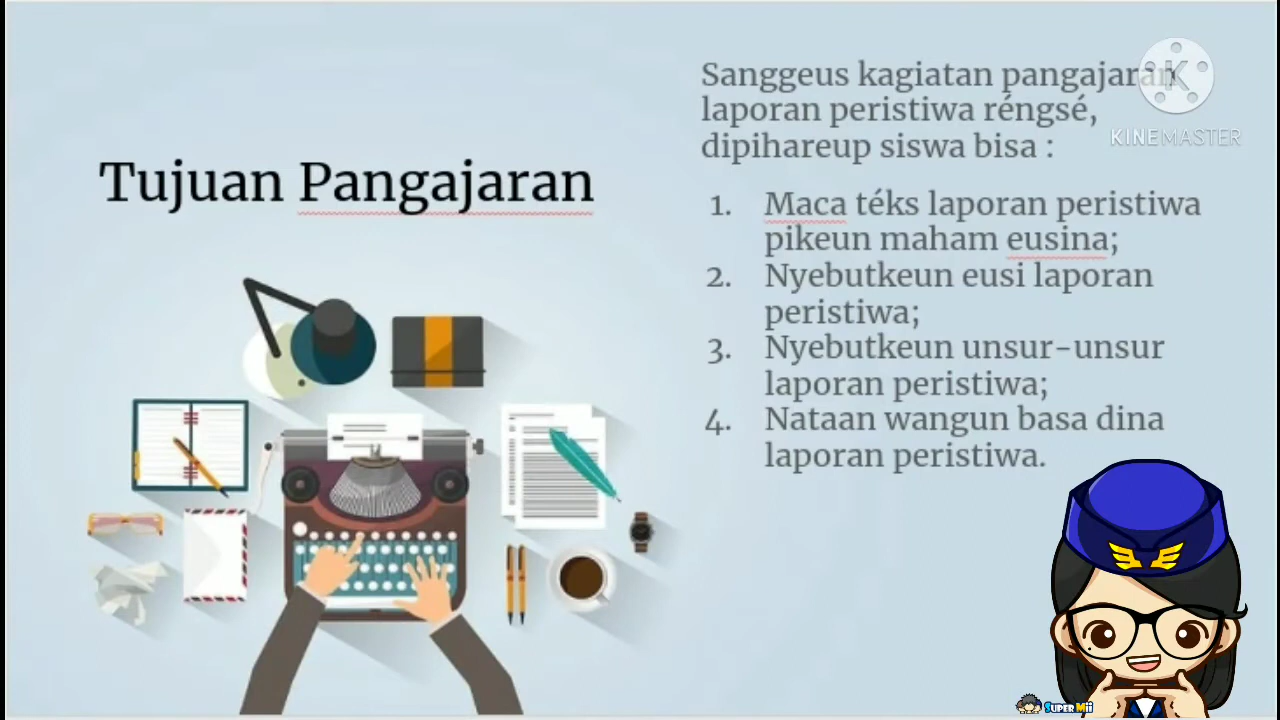 Tujuan Pangajaran
Sanggeus kagiatan pangajaran
laporan peristiwa réngsé,
dipihareup siswa bisa :
1. Maca téks laporan peristiwa
pikeun maham eusina;
2. Nyebutkeun eusi laporan
peristiwa;
3. Nyebutkeun unsur-unsur
laporan peristiwa;
4. Nataan wangun basa dina
laporan peristiwa.
K
KINEMASTER
SUPER Mii